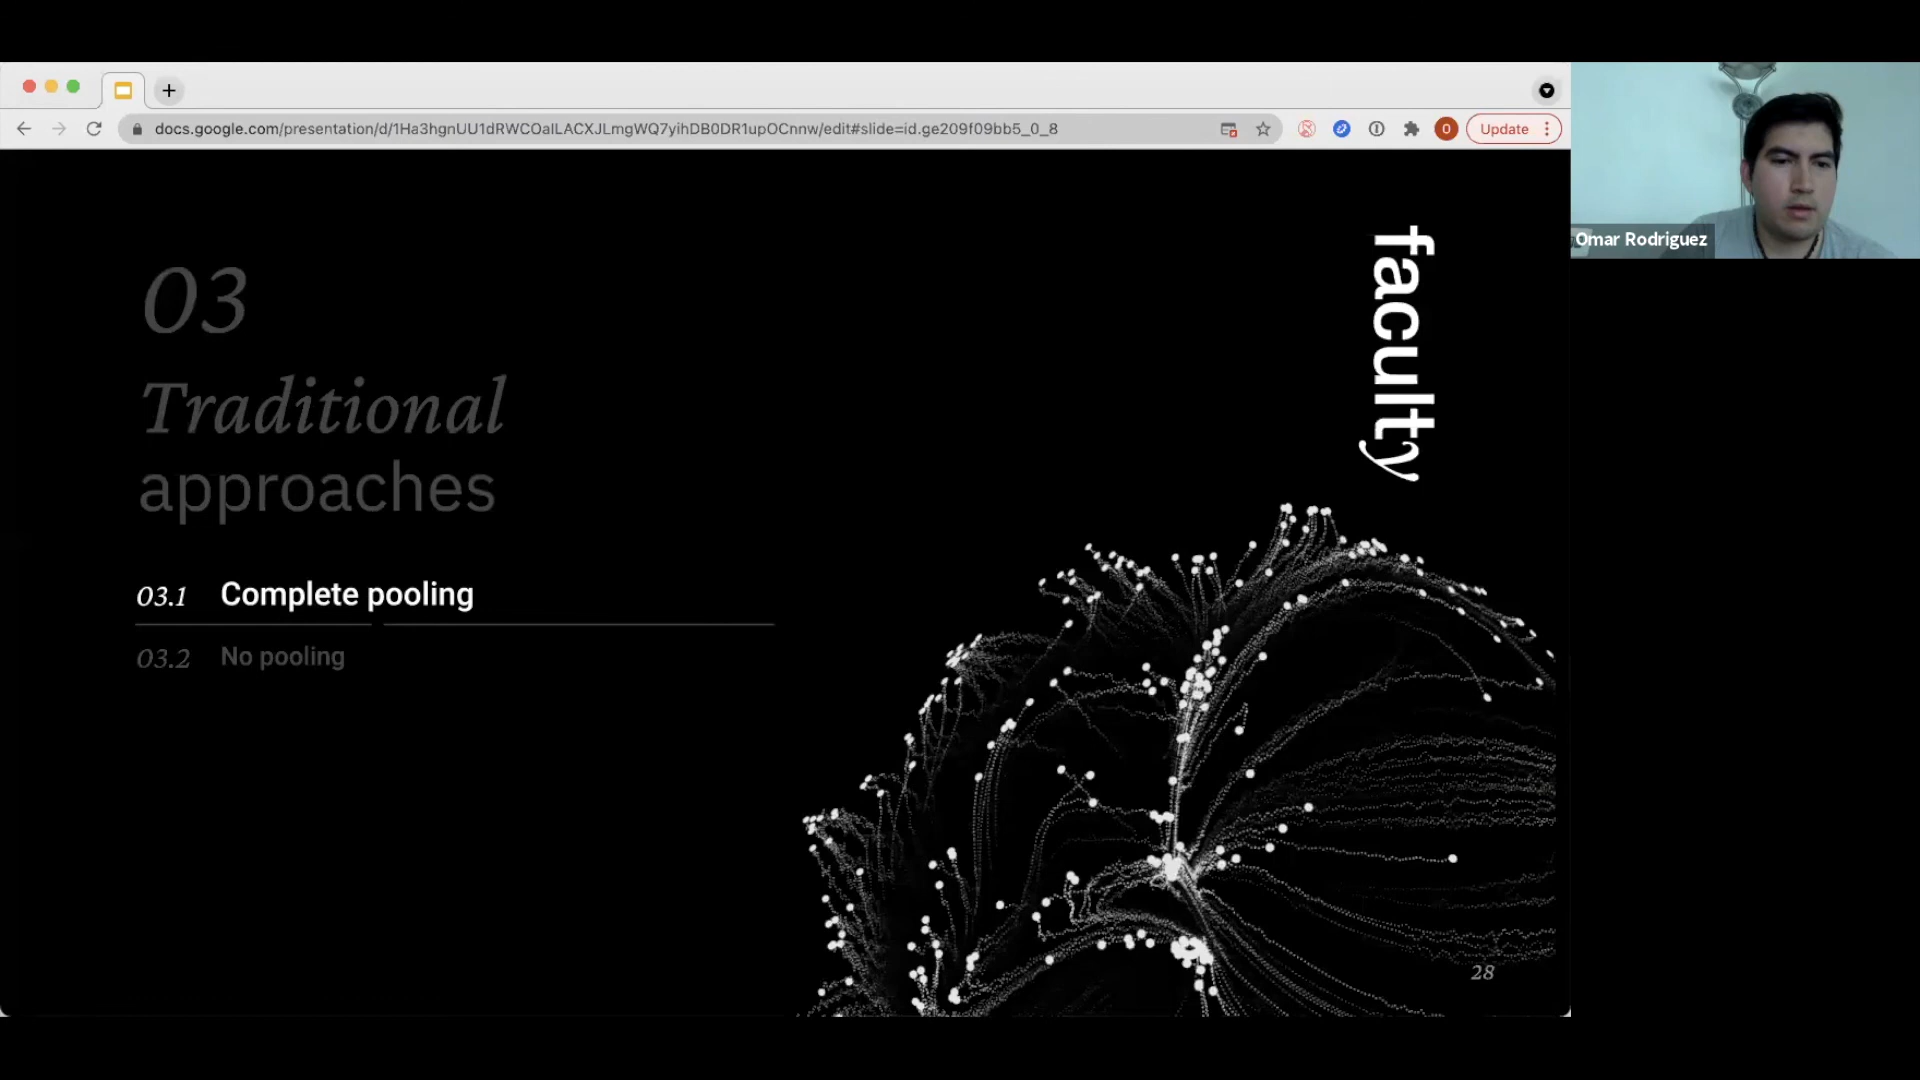 docs.google.com/presentation/d/1Ha3hgnUU1dRWCOalLACXJLmgWQ7yihDB0DR1upOCnnw/edit#slide=id.ge209f09bb5_0_8
O
Update
Omar Rodriguez
faculty
03
Traditional
approaches
03.1 Complete pooling
03.2 No pooling
28